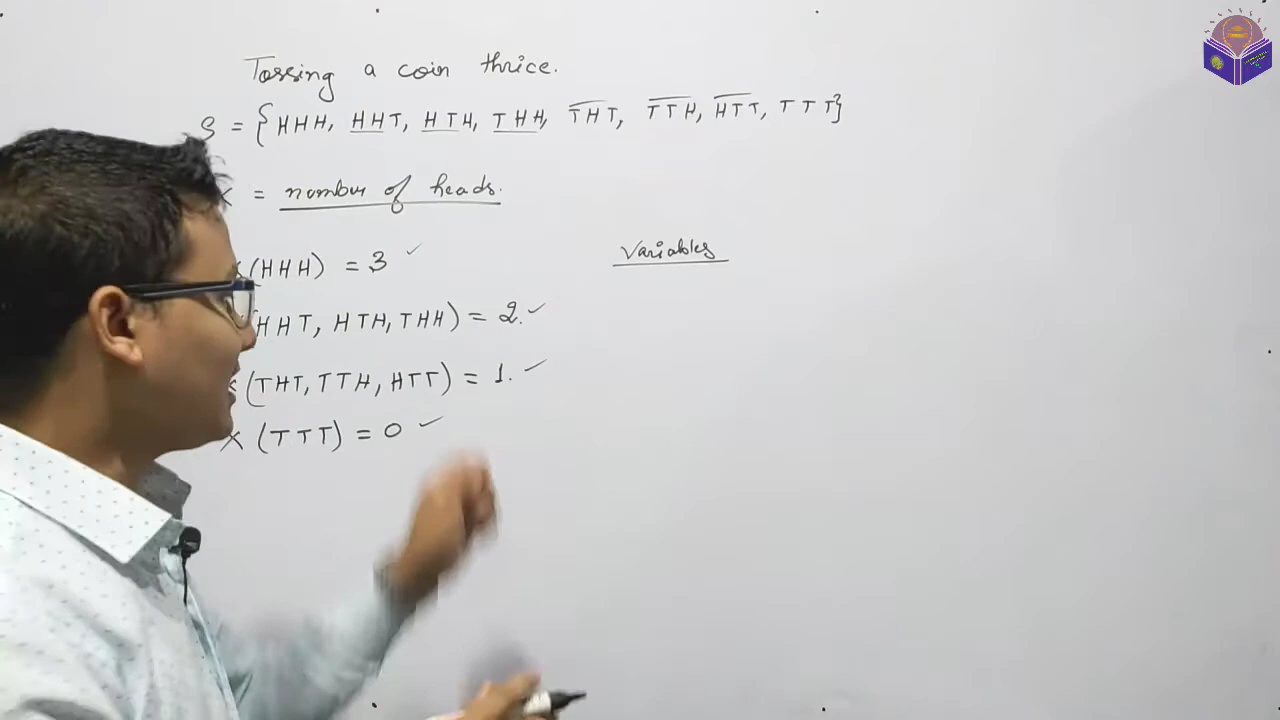 Tossing a coin thrice.
S = {HHH, HHT, HTH, THH, THT, TTH, HTT, TTT}
X = number of heads.
Variables
X(HHH) = 3 ✓
(HHT, HTH, THH) = 2. ✓
X(THT, TTH, HTT) = 1. ✓
X(TTT) = 0 ✓